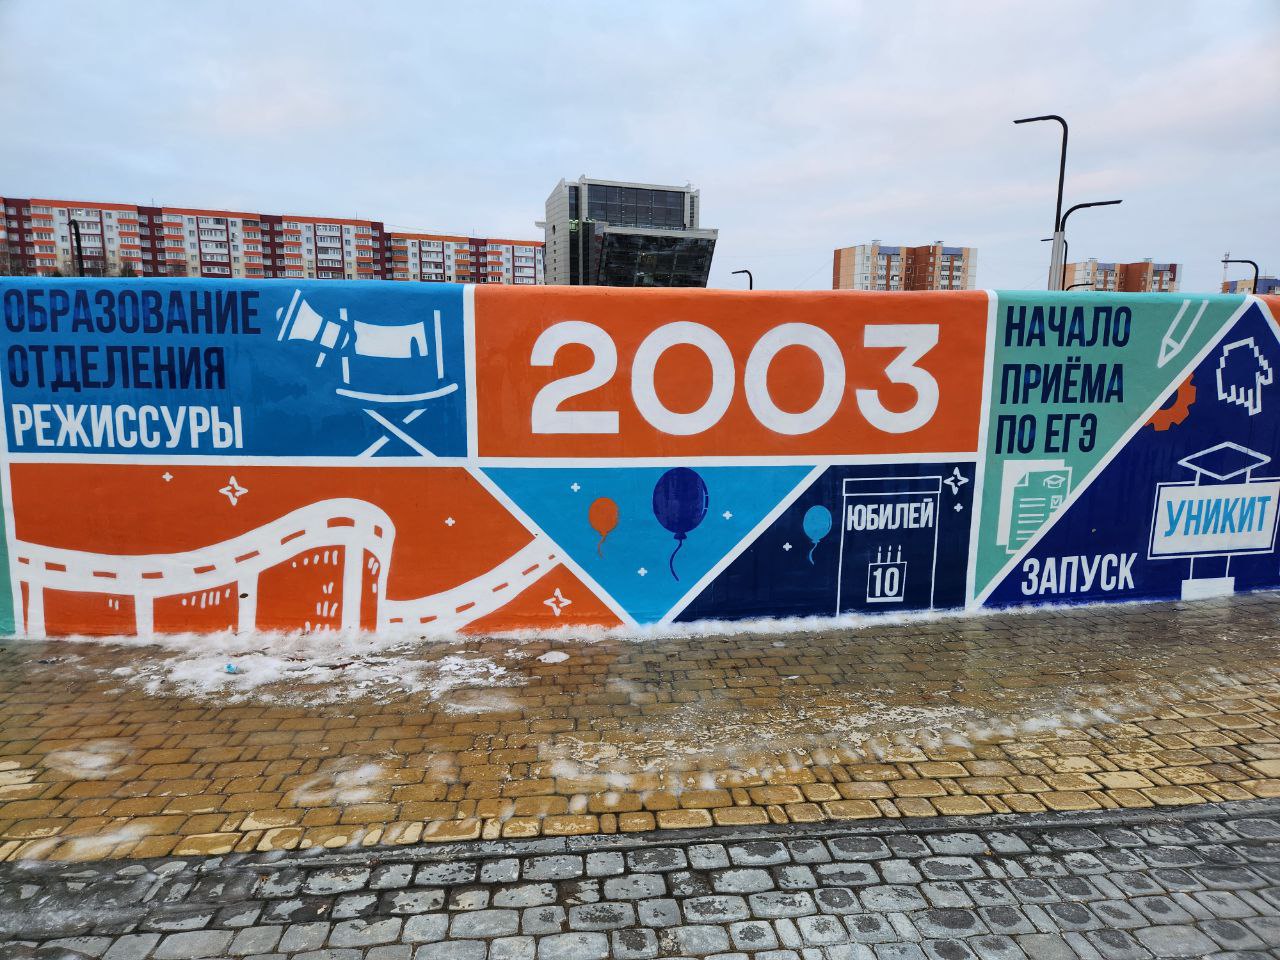 ОБРАЗОВАНИЕ
ОТДЕЛЕНИЯ
РЕЖИССУРЫ
2003
ЮБИЛЕЙ
10
НАЧАЛО
ПРИЁМА
ПО ЕГЭ
ЗАПУСК
УНИКИТ